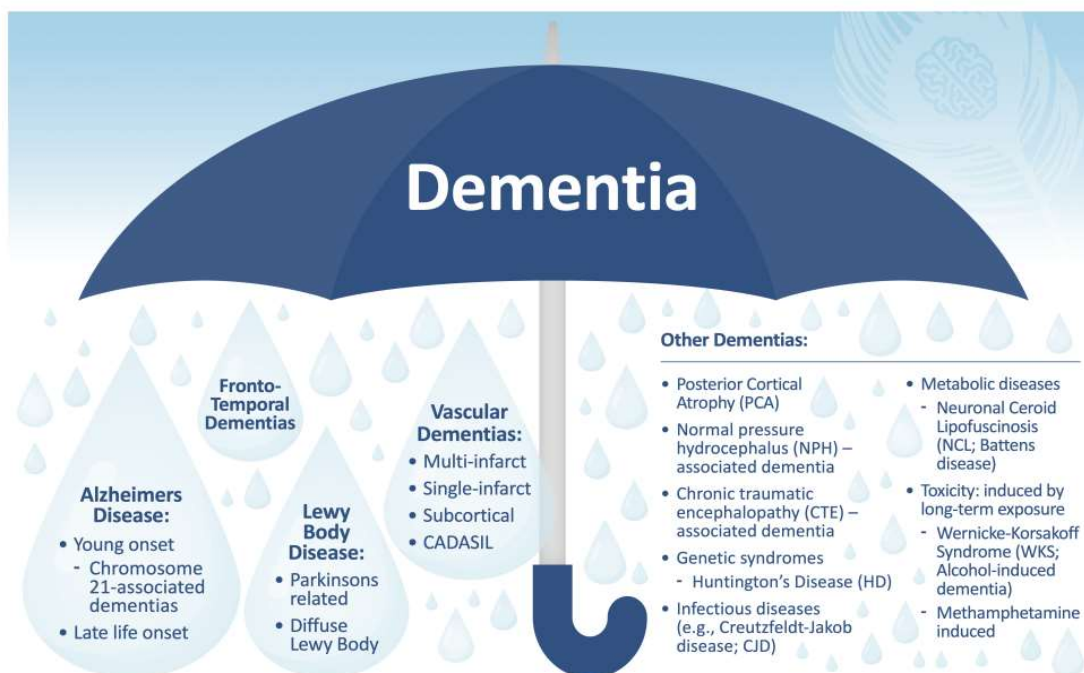 Dementia
Fronto-
Temporal
Dementias
Alzheimers
Disease:
• Young onset
- Chromosome
21-associated
dementias
• Late life onset
Lewy
Body
Disease:
• Parkinsons
related
• Diffuse
Lewy Body
Vascular
Dementias:
• Multi-infarct
• Single-infarct
• Subcortical
• CADASIL
Other Dementias:
• Posterior Cortical
Atrophy (PCA)
• Normal pressure
hydrocephalus (NPH) –
associated dementia
• Chronic traumatic
encephalopathy (CTE) –
associated dementia
• Genetic syndromes
- Huntington’s Disease (HD)
• Infectious diseases
(e.g., Creutzfeldt-Jakob
disease; CJD)
• Metabolic diseases
- Neuronal Ceroid
Lipofuscinosis
(NCL; Battens
disease)
• Toxicity: induced by
long-term exposure
- Wernicke-Korsakoff
Syndrome (WKS;
Alcohol-induced
dementia)
- Methamphetamine
induced